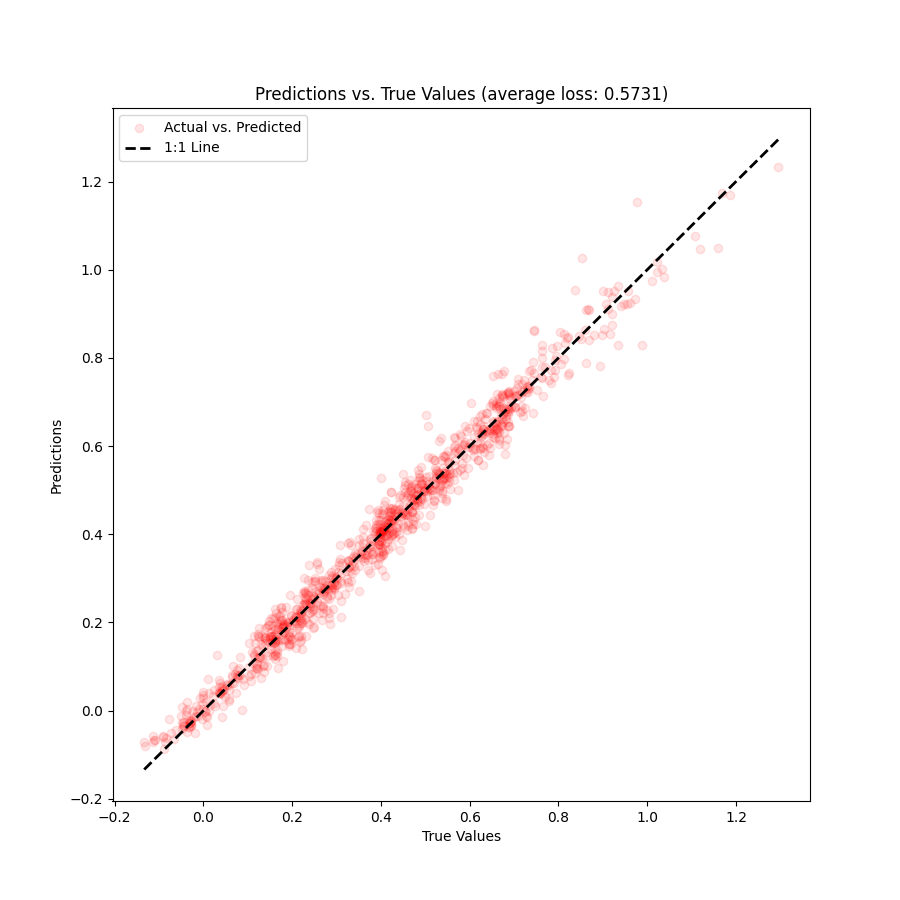 Predictions vs. True Values (average loss: 0.5731)
Actual vs. Predicted
1:1 Line
1.2
1.0
0.8
0.6
0.4
0.2
0.0
−0.2
Predictions
−0.2 0.0 0.2 0.4 0.6 0.8 1.0 1.2
True Values